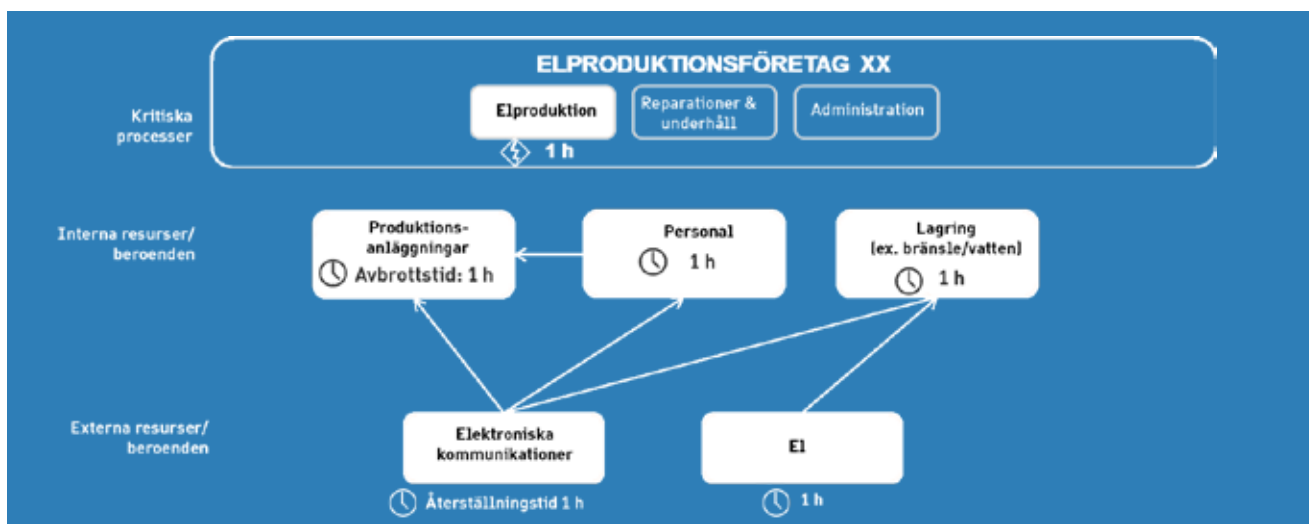 ELPRODUKTIONSFÖRETAG XX
Kritiska
processer
Elproduktion
Reparationer &
underhåll
Administration
1 h
Interna resurser/
beroenden
Produktions-
anläggningar
Avbrottstid: 1 h
Personal
1 h
Lagring
(ex. bränsle/vatten)
1 h
Externa resurser/
beroenden
Elektroniska
kommunikationer
Återställningstid 1 h
El
1 h